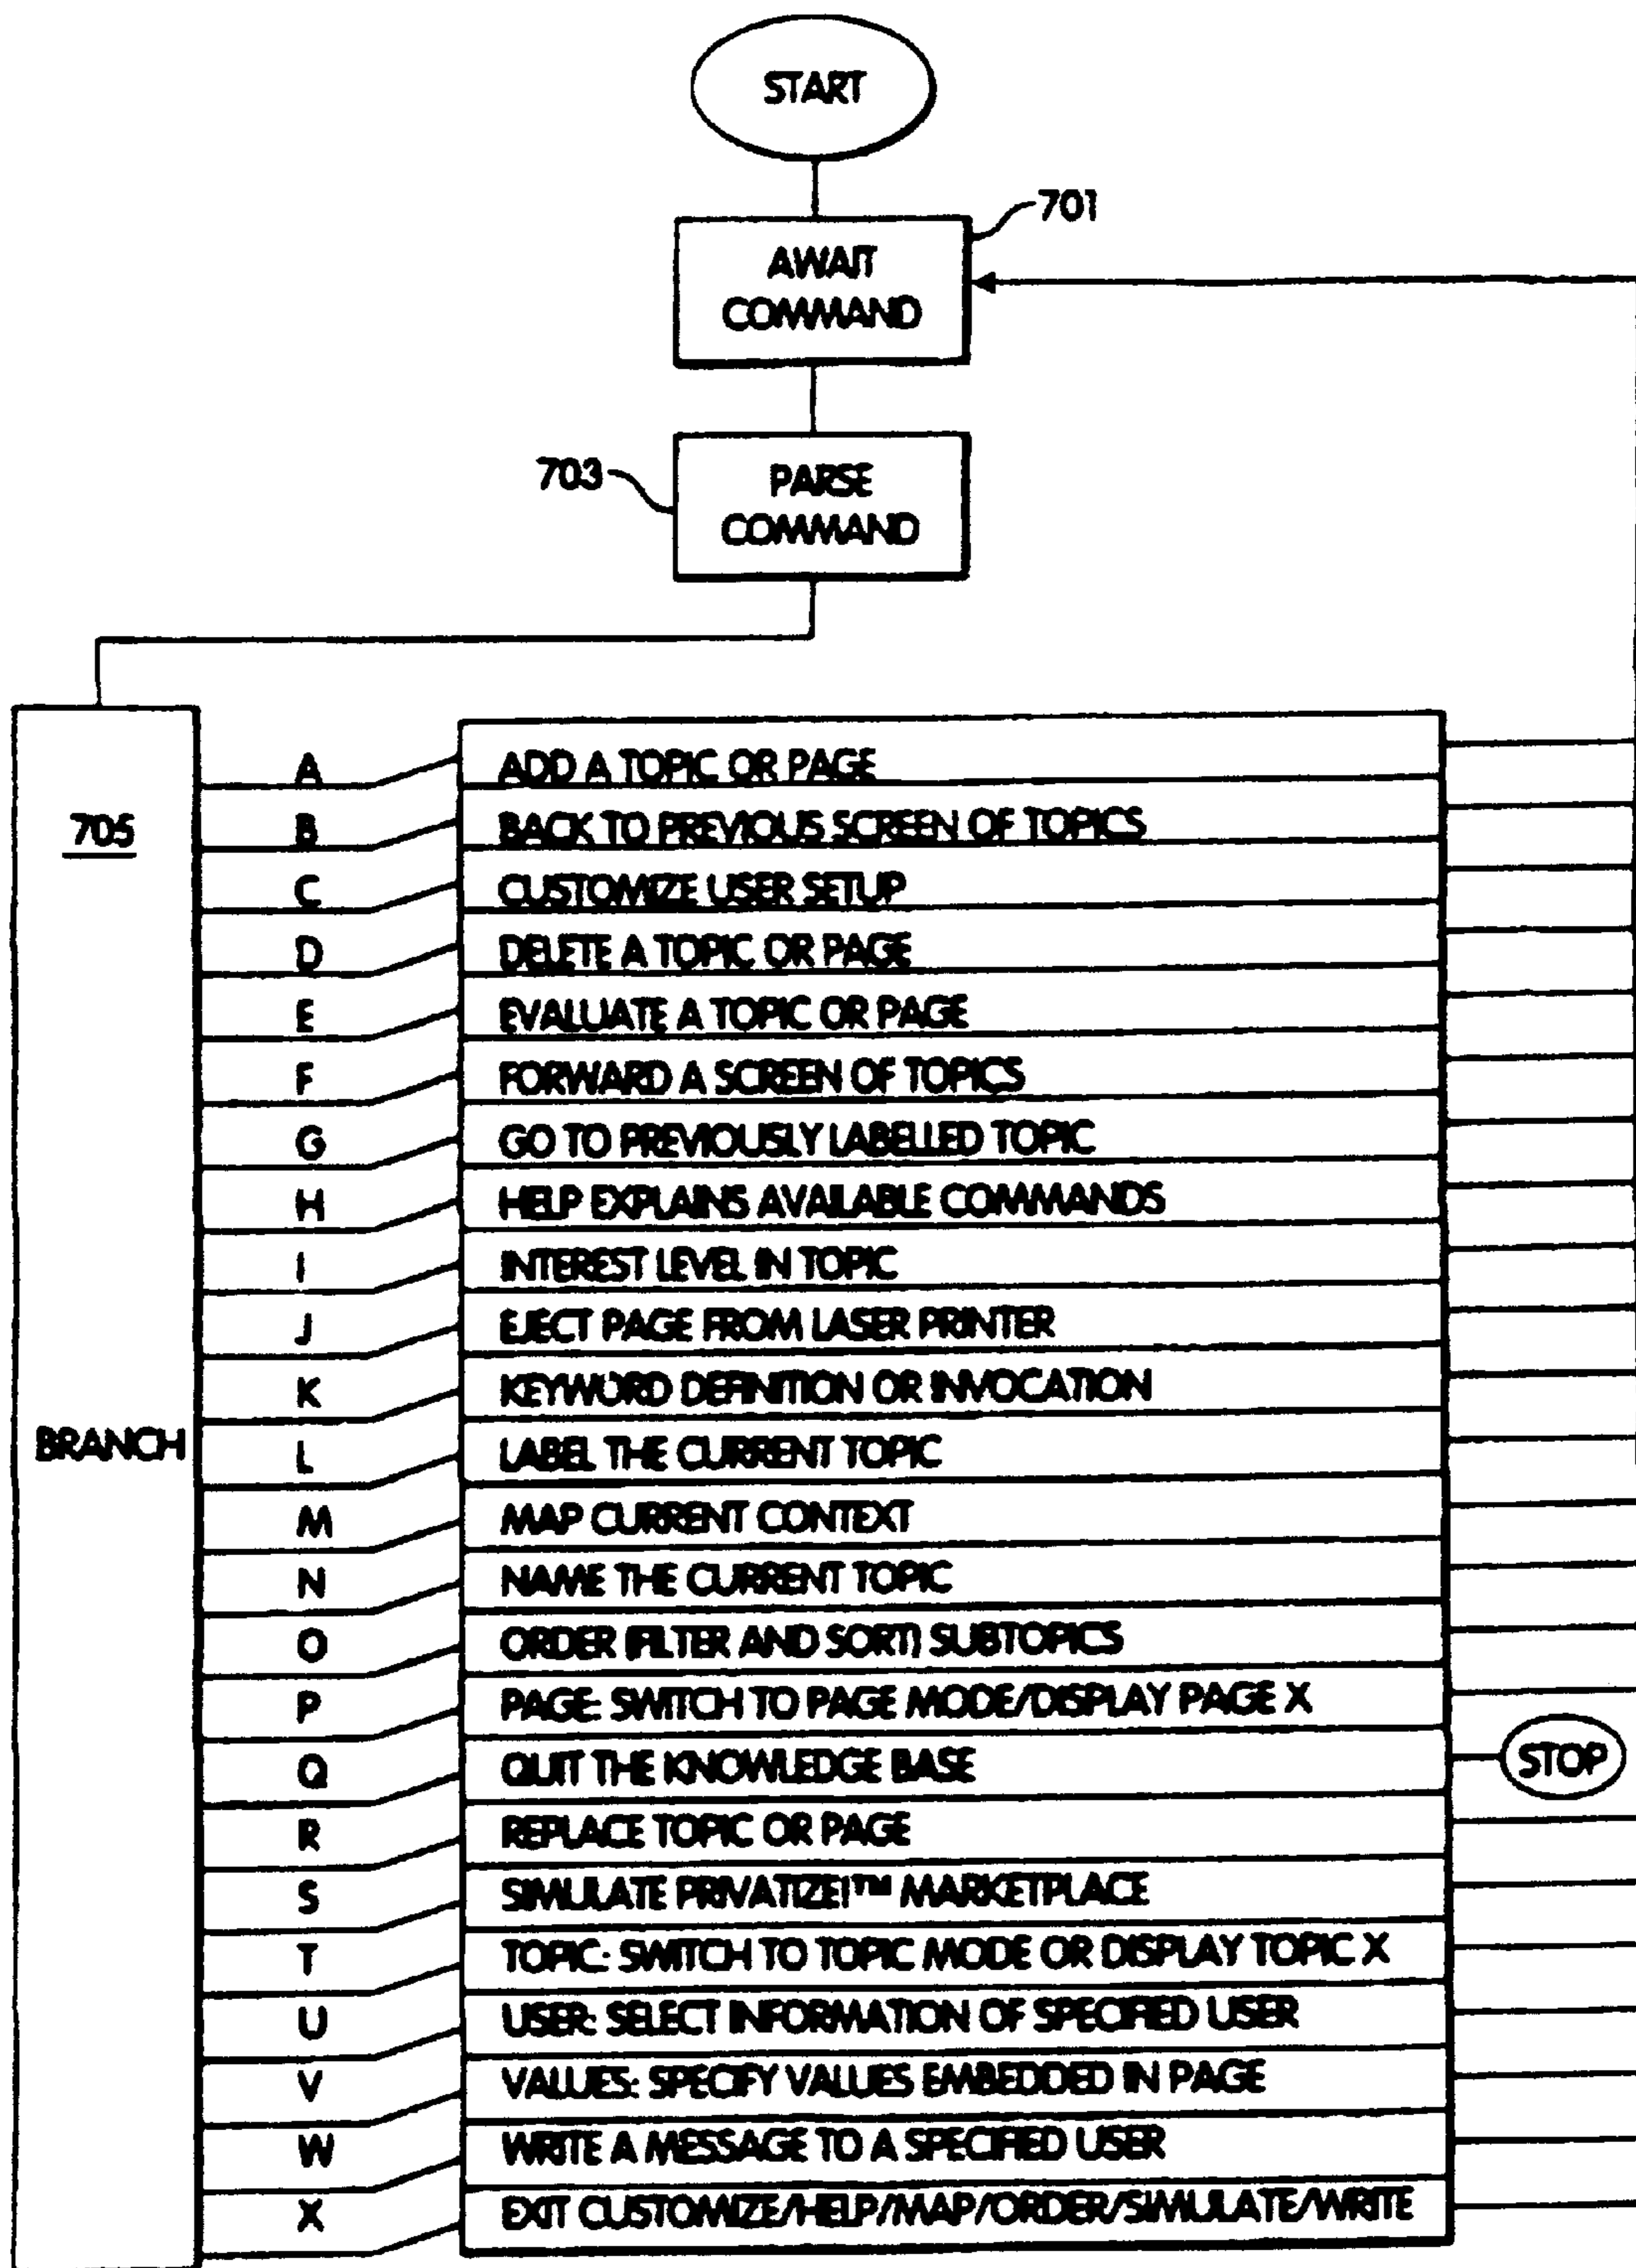 START
701
AWAIT
COMMAND
703
PARSE
COMMAND
705
BRANCH
A ADD A TOPIC OR PAGE
B BACK TO PREVIOUS SCREEN OF TOPICS
C CUSTOMIZE USER SETUP
D DELETE A TOPIC OR PAGE
E EVALUATE A TOPIC OR PAGE
F FORWARD A SCREEN OF TOPICS
G GO TO PREVIOUSLY LABELLED TOPIC
H HELP EXPLAINS AVAILABLE COMMANDS
I INTEREST LEVEL IN TOPIC
J EJECT PAGE FROM LASER PRINTER
K KEYWORD DEFINITION OR INVOCATION
L LABEL THE CURRENT TOPIC
M MAP CURRENT CONTEXT
N NAME THE CURRENT TOPIC
O ORDER (FILTER AND SORT) SUBTOPICS
P PAGE: SWITCH TO PAGE MODE/DISPLAY PAGE X
Q QUIT THE KNOWLEDGE BASE STOP
R REPLACE TOPIC OR PAGE
S SIMULATE PRIVATIZE!™ MARKETPLACE
T TOPIC: SWITCH TO TOPIC MODE OR DISPLAY TOPIC X
U USER: SELECT INFORMATION OF SPECIFIED USER
V VALUES: SPECIFY VALUES EMBEDDED IN PAGE
W WRITE A MESSAGE TO A SPECIFIED USER
X EXIT CUSTOMIZE/HELP/MAP/ORDER/SIMULATE/WRITE